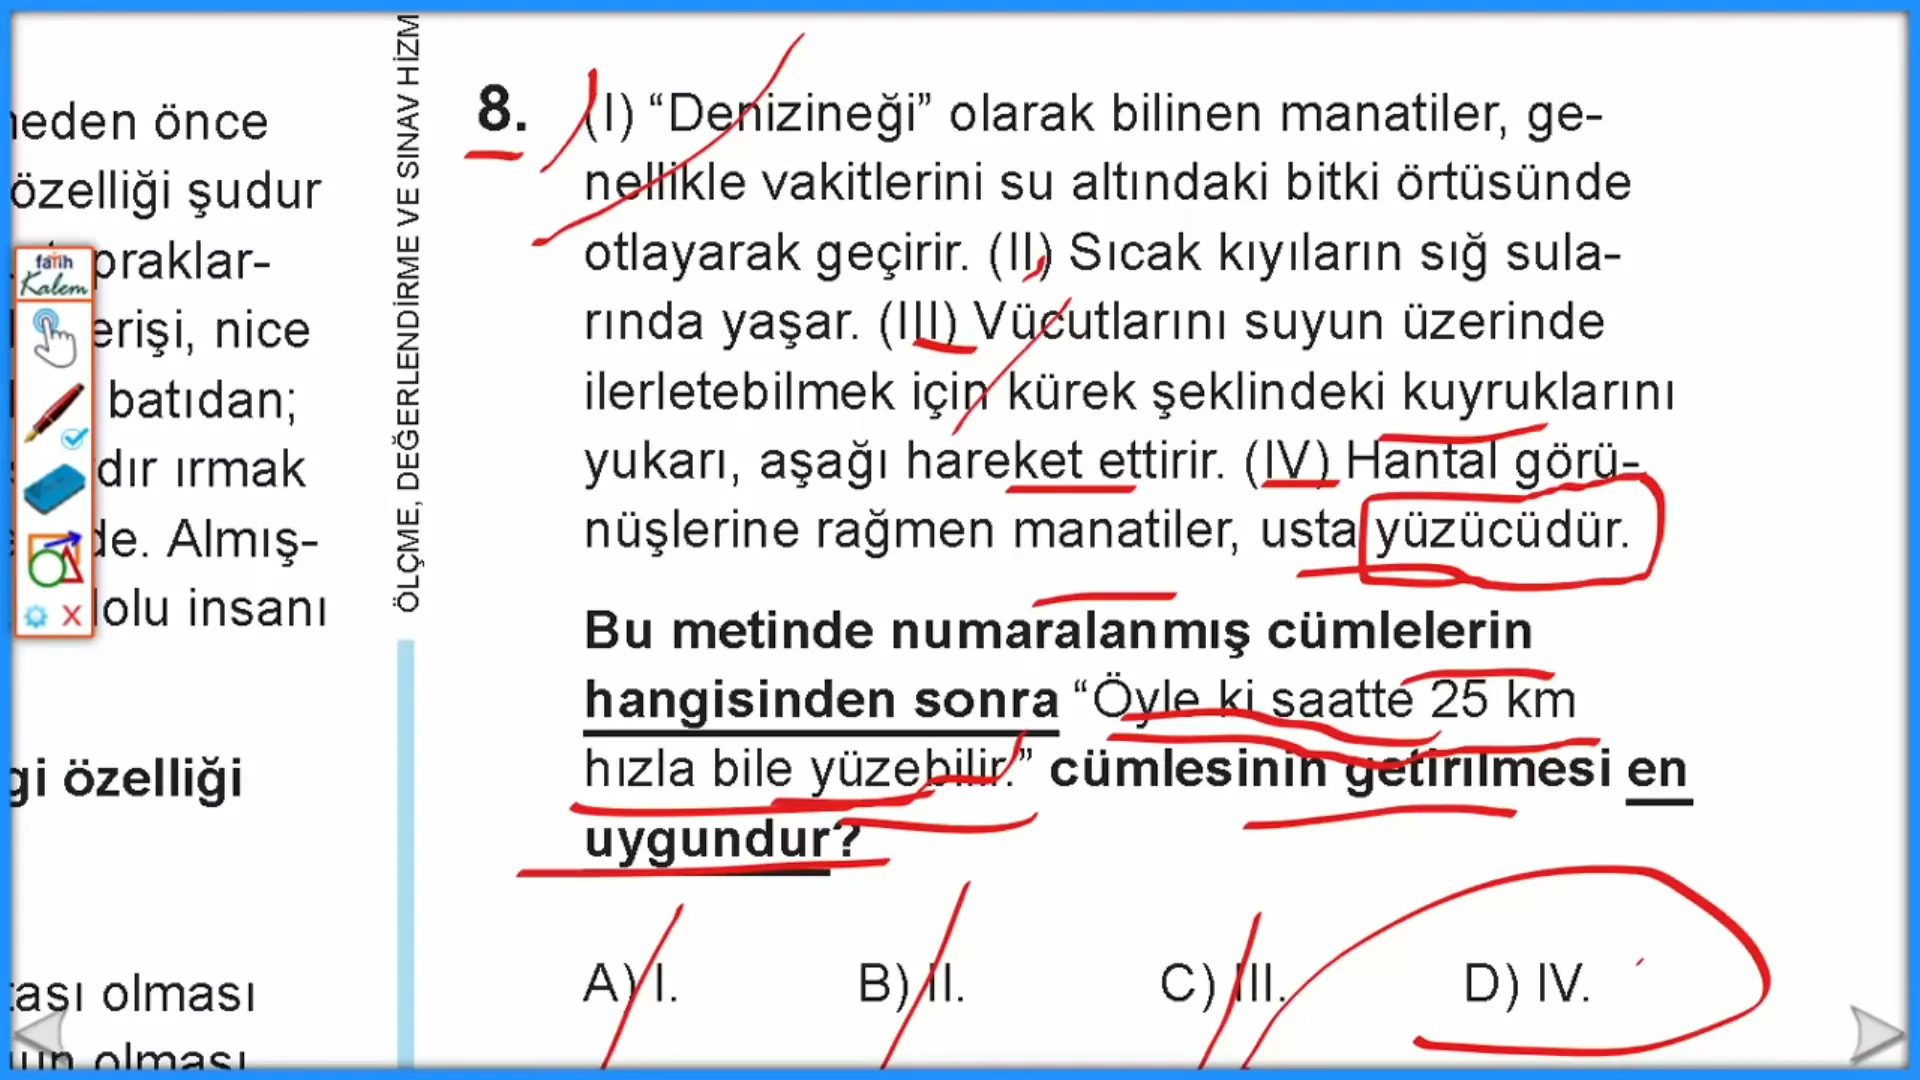 neden önce
özelliği şudur
praklar-
erişi, nice
batıdan;
dır ırmak
de. Almış-
olu insanı
gi özelliği
ası olması
un olması
fatih
Kalem
ÖLÇME, DEĞERLENDİRME VE SINAV HİZM
8. (I) “Denizineği” olarak bilinen manatiler, ge-
nellikle vakitlerini su altındaki bitki örtüsünde
otlayarak geçirir. (II) Sıcak kıyıların sığ sula-
rında yaşar. (III) Vücutlarını suyun üzerinde
ilerletebilmek için kürek şeklindeki kuyruklarını
yukarı, aşağı hareket ettirir. (IV) Hantal görü-
nüşlerine rağmen manatiler, usta yüzücüdür.
Bu metinde numaralanmış cümlelerin
hangisinden sonra “Öyle ki saatte 25 km
hızla bile yüzebilir.” cümlesinin getirilmesi en
uygundur?
A) I. B) II. C) III. D) IV.